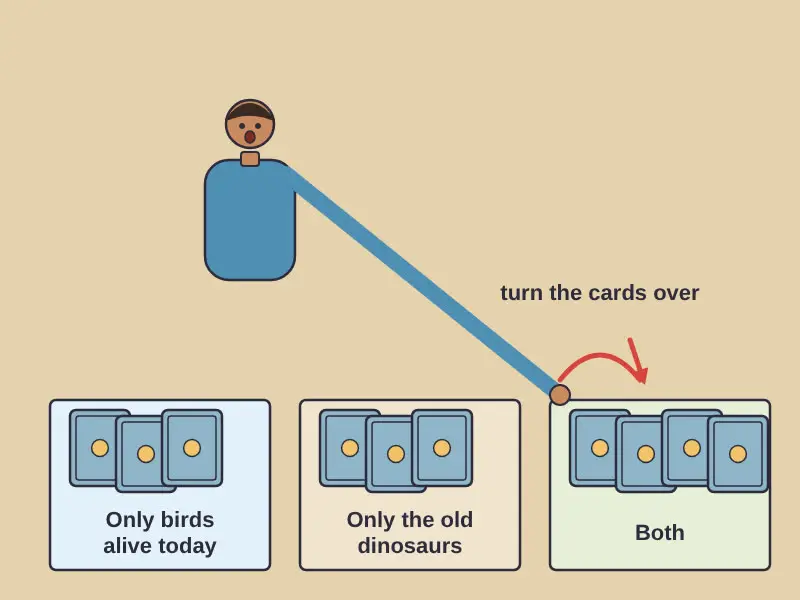 turn the cards over
Only birds
alive today
Only the old
dinosaurs
Both